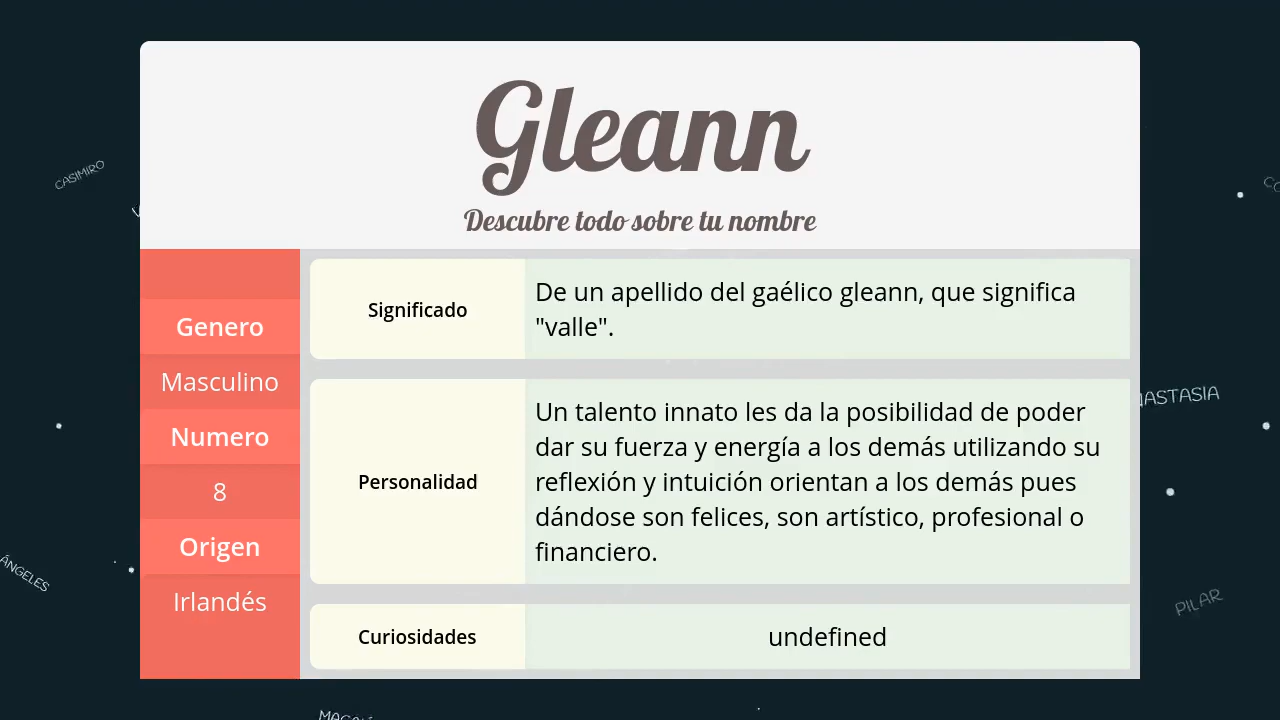 Gleann
Descubre todo sobre tu nombre
CASIMIRO
Genero
Masculino
Numero
8
Origen
Irlandés
Significado
De un apellido del gaélico gleann, que significa
"valle".
Personalidad
Un talento innato les da la posibilidad de poder
dar su fuerza y energía a los demás utilizando su
reflexión y intuición orientan a los demás pues
dándose son felices, son artístico, profesional o
financiero.
Curiosidades
undefined
ÁNGELES
PILAR